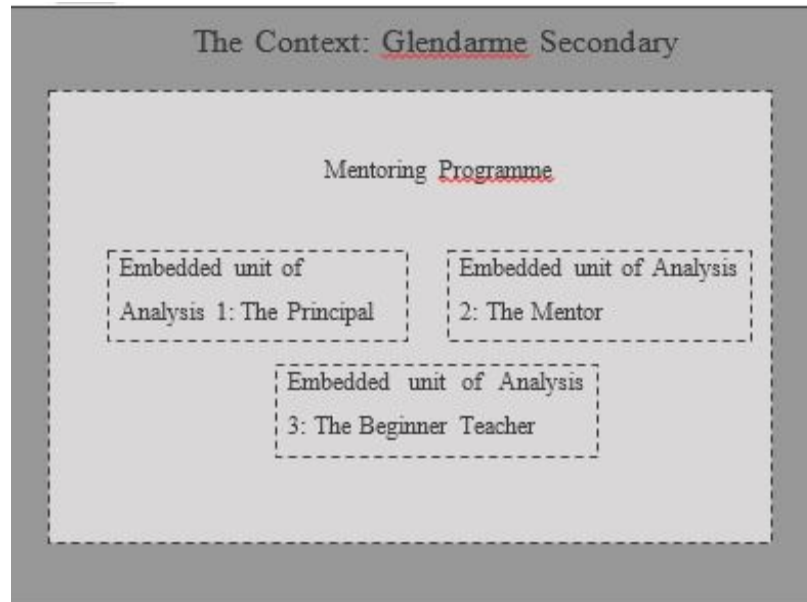 The Context: Glendarme Secondary
Mentoring Programme
Embedded unit of
Analysis 1: The Principal
Embedded unit of Analysis
2: The Mentor
Embedded unit of Analysis
3: The Beginner Teacher